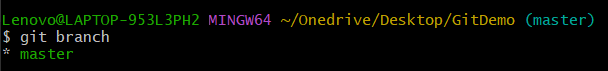 Lenovo@LAPTOP-953L3PH2 MINGW64 ~/Onedrive/Desktop/GitDemo (master)
$ git branch
* master